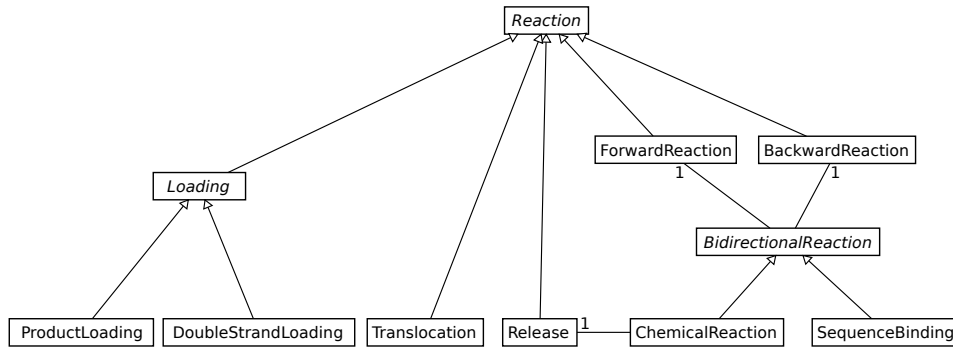 Reaction
ForwardReaction
BackwardReaction
1
1
Loading
BidirectionalReaction
ProductLoading
DoubleStrandLoading
Translocation
Release
1
ChemicalReaction
SequenceBinding